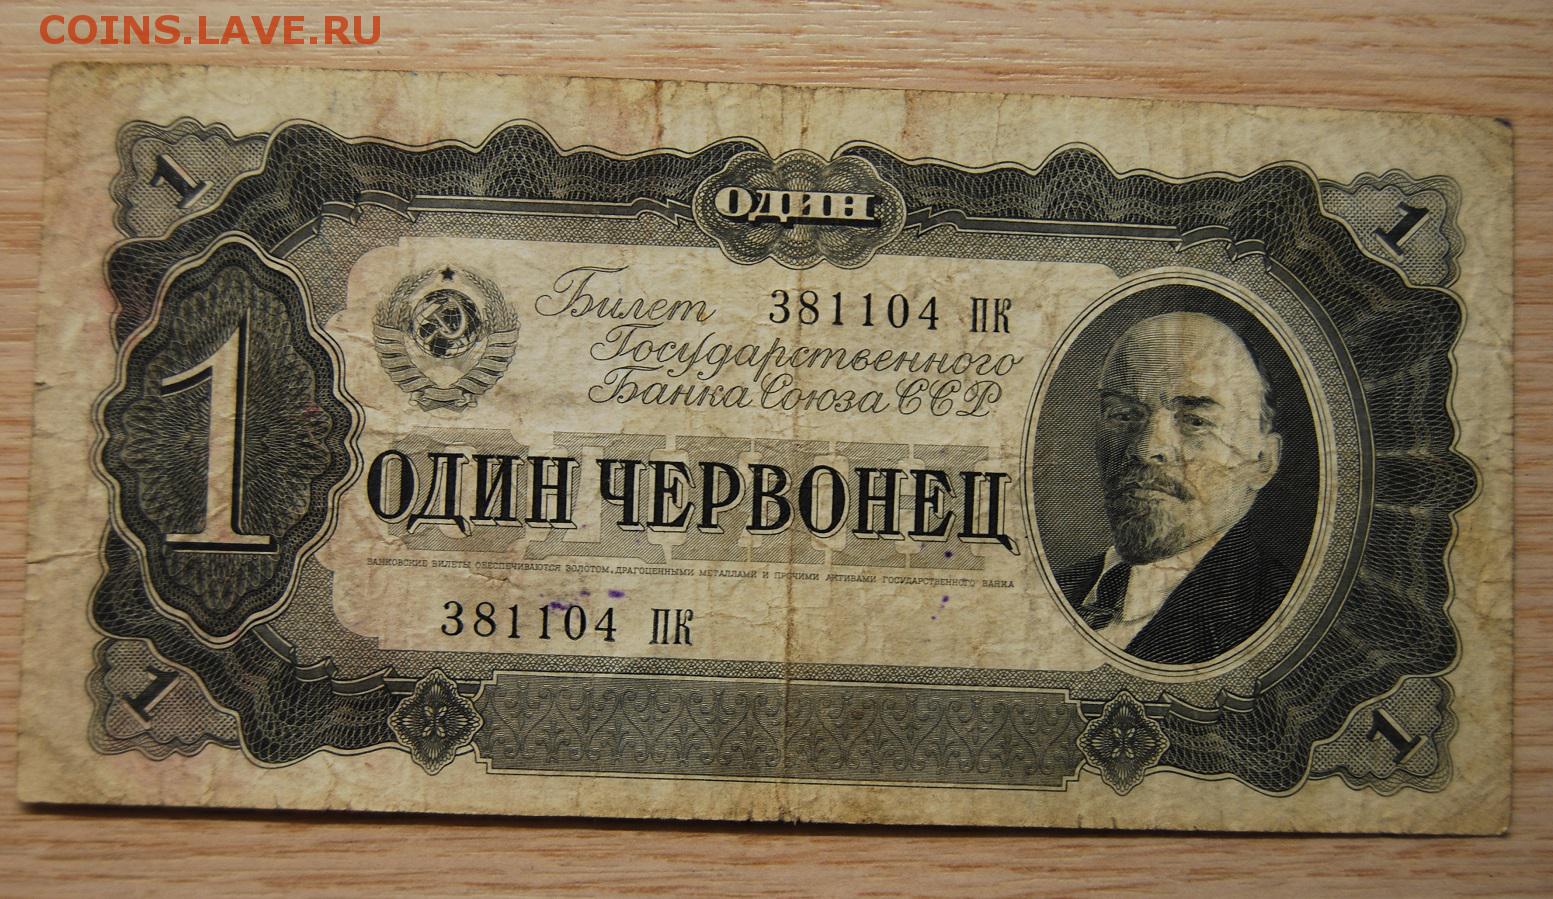 COINS.LAVE.RU
1
ОДИН
1
Билет 381104 ПК
Государственного
Банка Союза ССР
1
ОДИН
ОДИН ЧЕРВОНЕЦ
БАНКОВСКИЕ БИЛЕТЫ ОБЕСПЕЧИВАЮТСЯ ЗОЛОТОМ, ДРАГОЦЕННЫМИ МЕТАЛЛАМИ И ПРОЧИМИ АКТИВАМИ ГОСУДАРСТВЕННОГО БАНКА
381104 ПК
1
1